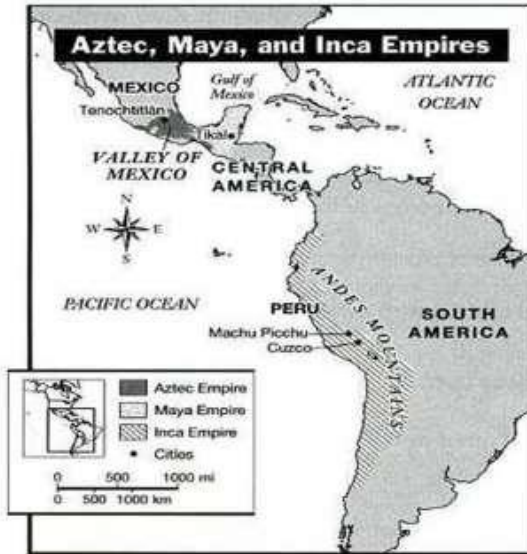 Aztec, Maya, and Inca Empires
MEXICO
Gulf of
Mexico
ATLANTIC
OCEAN
Tenochtitlán
Tikal
VALLEY OF
MEXICO
CENTRAL
AMERICA
N
W
E
S
PACIFIC OCEAN
PERU
ANDES MOUNTAINS
SOUTH
AMERICA
Machu Picchu
Cuzco
Aztec Empire
Maya Empire
Inca Empire
Cities
0 500 1000 mi
0 500 1000 km